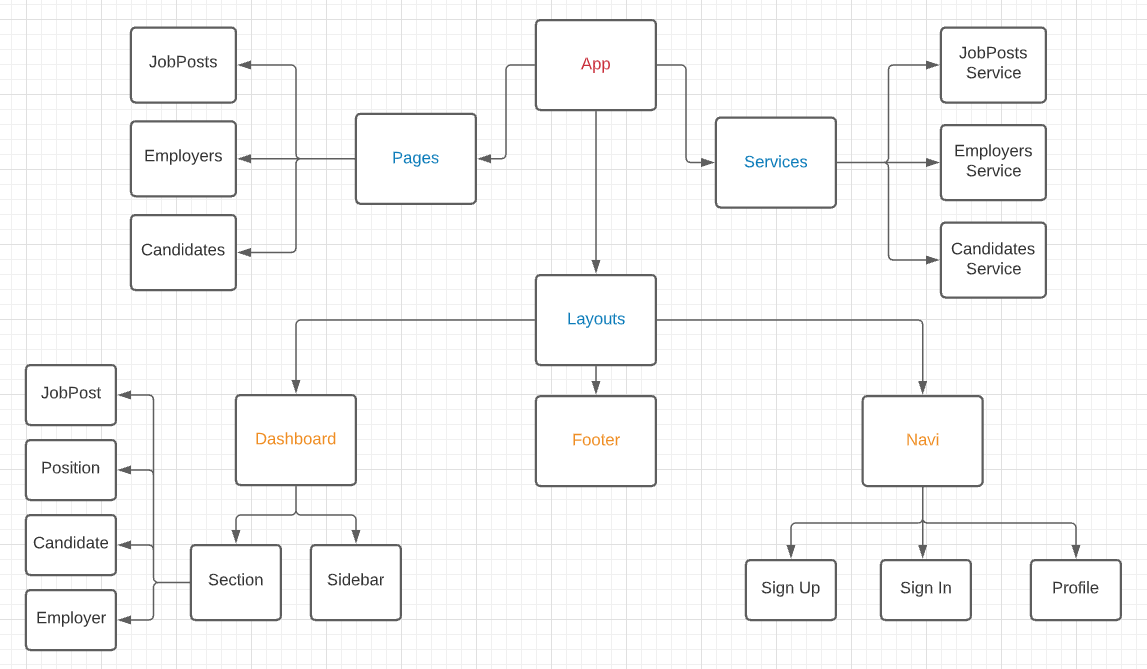 App
JobPosts
Employers
Candidates
Pages
Services
JobPosts
Service
Employers
Service
Candidates
Service
Layouts
Dashboard
Footer
Navi
JobPost
Position
Candidate
Employer
Section
Sidebar
Sign Up
Sign In
Profile